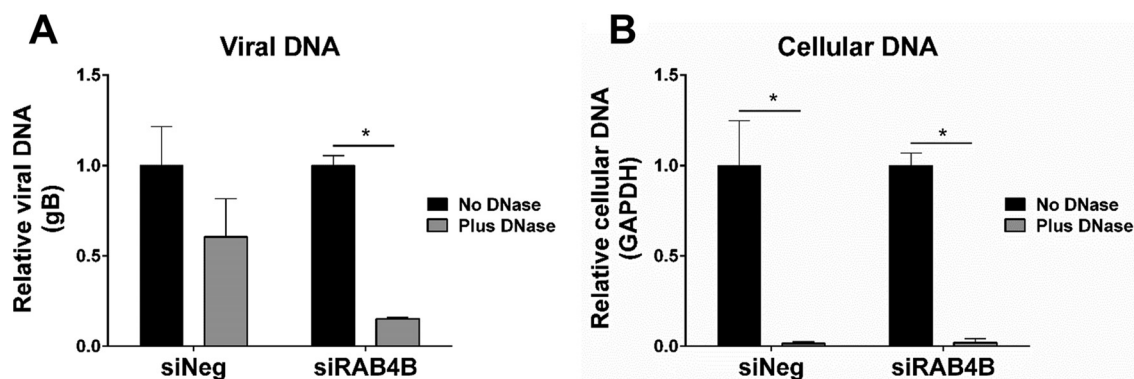 A
Viral DNA
Relative viral DNA
(gB)
1.5
1.0
0.5
0.0
*
siNeg
siRAB4B
No DNase
Plus DNase
B
Cellular DNA
Relative cellular DNA
(GAPDH)
1.5
1.0
0.5
0.0
*
*
siNeg
siRAB4B
No DNase
Plus DNase